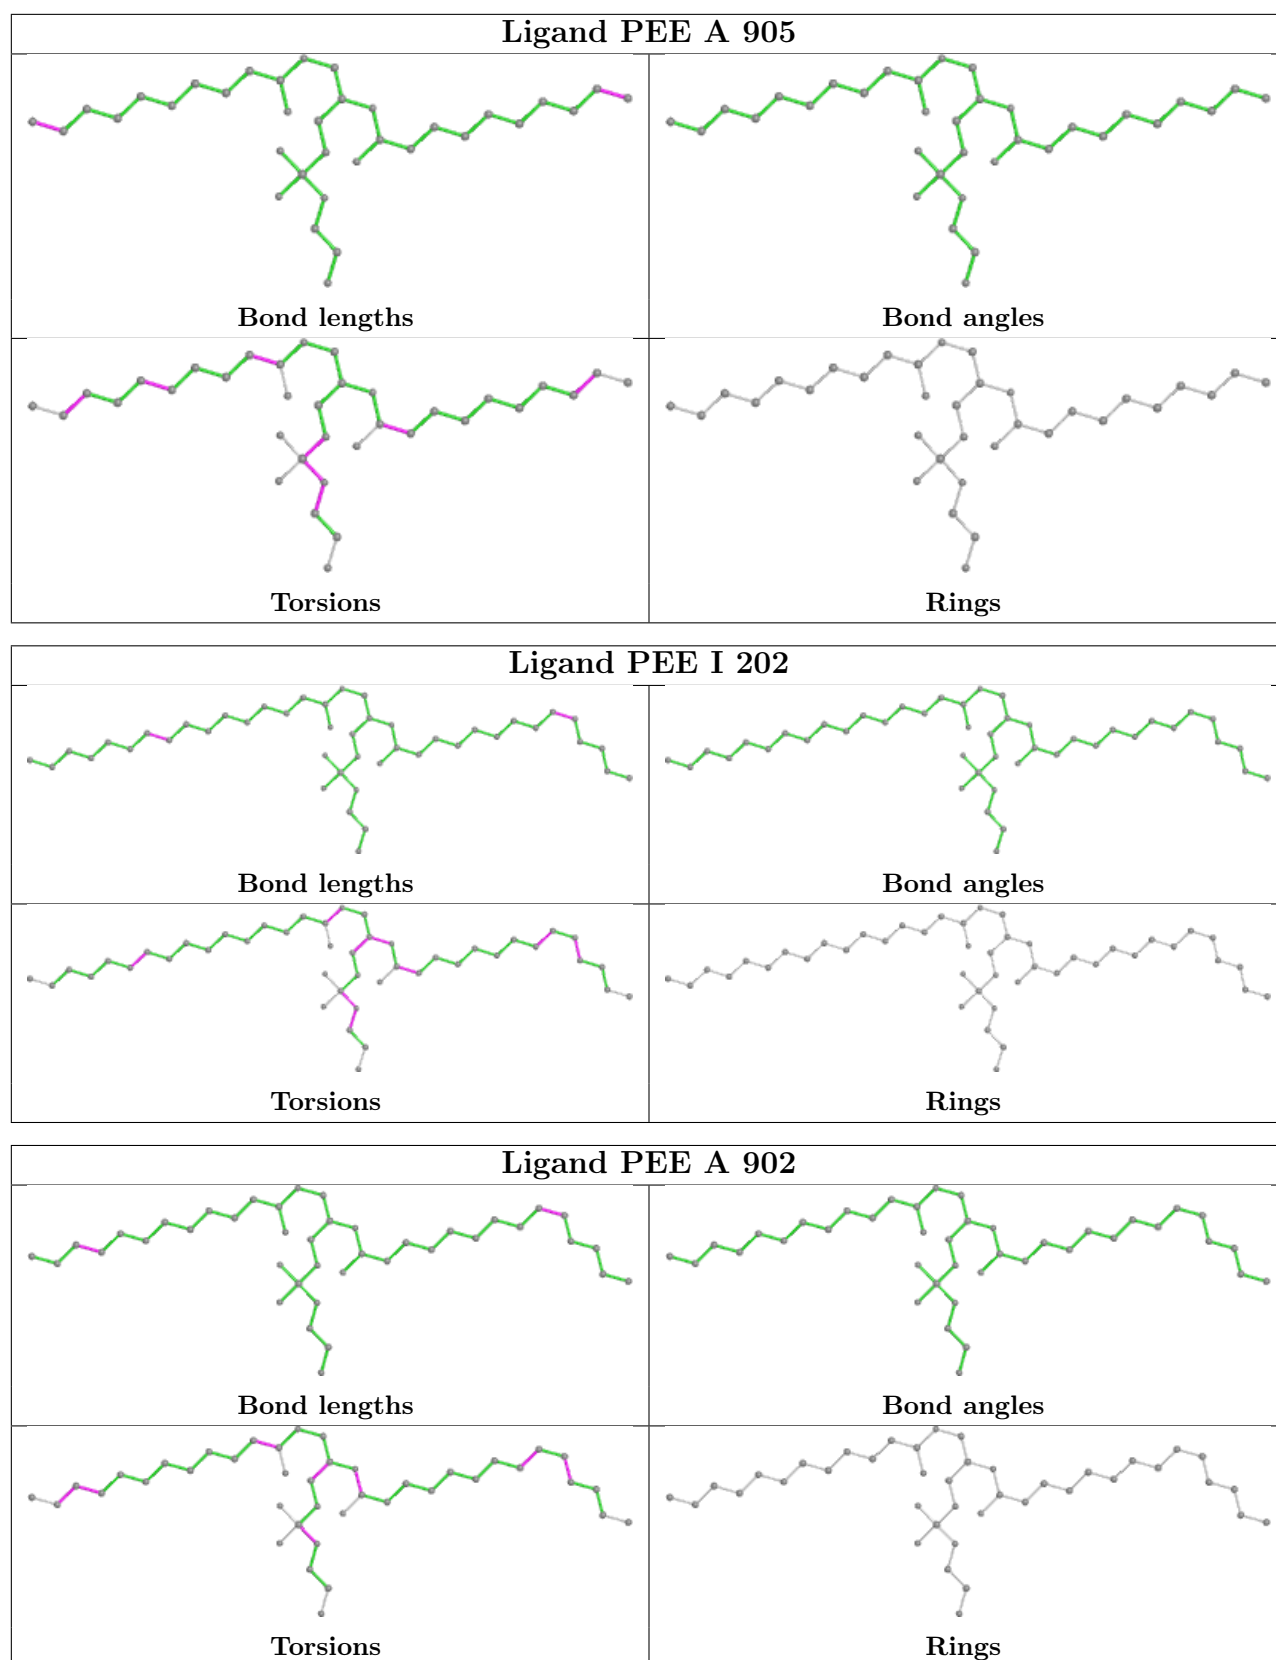 Ligand PEE A 905
Bond lengths
Bond angles
Torsions
Rings
Ligand PEE I 202
Bond lengths
Bond angles
Torsions
Rings
Ligand PEE A 902
Bond lengths
Bond angles
Torsions
Rings